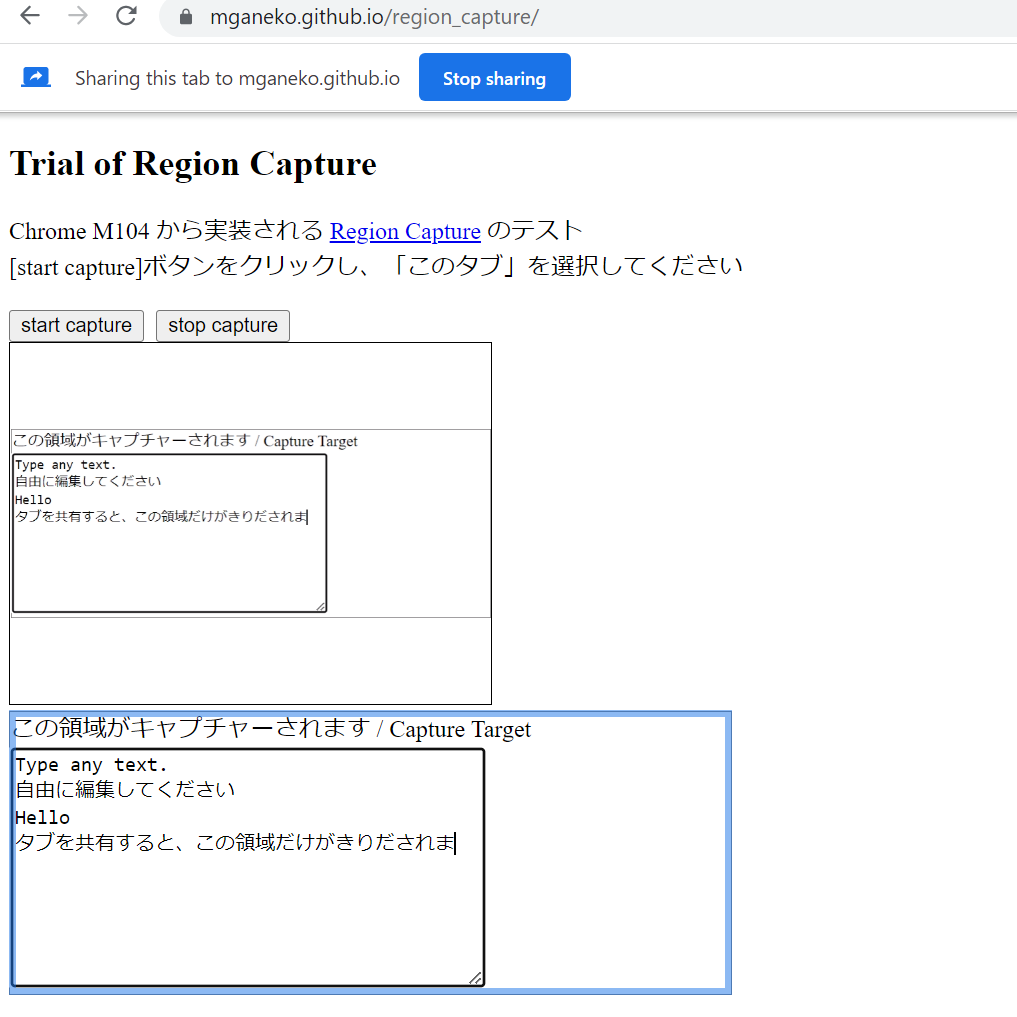 mganeko.github.io/region_capture/
Sharing this tab to mganeko.github.io Stop sharing
Trial of Region Capture
Chrome M104 から実装される Region Capture のテスト
[start capture]ボタンをクリックし、「このタブ」を選択してください
start capture stop capture
この領域がキャプチャーされます / Capture Target
Type any text.
自由に編集してください
Hello
タブを共有すると、この領域だけがきりだされま
この領域がキャプチャーされます / Capture Target
Type any text.
自由に編集してください
Hello
タブを共有すると、この領域だけがきりだされま